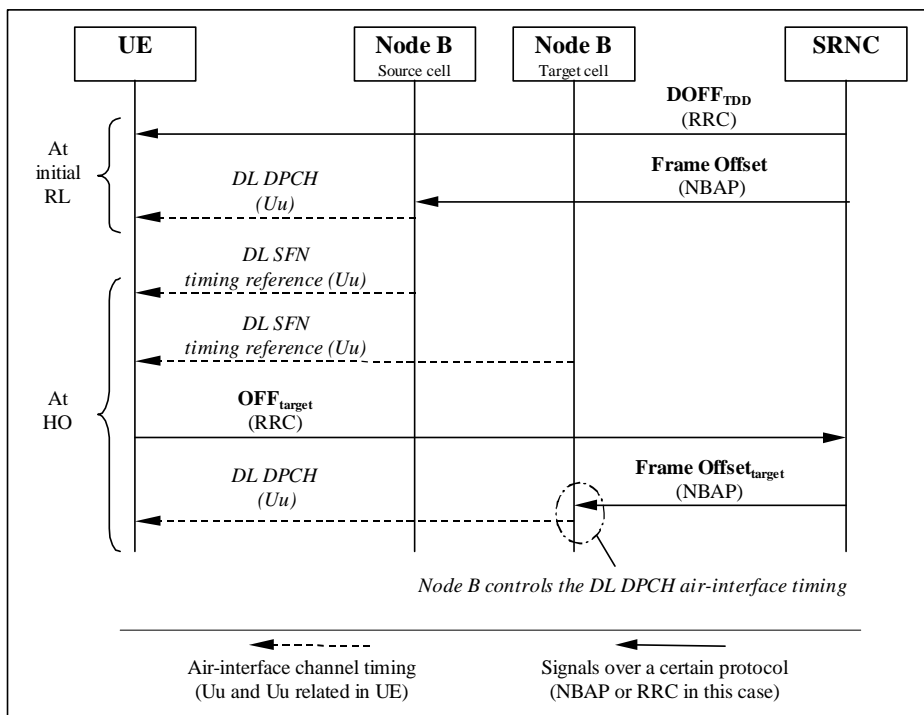 UE
Node B
Source cell
Node B
Target cell
SRNC
DOFFTDD
(RRC)
At
initial
RL
Frame Offset
(NBAP)
DL DPCH
(Uu)
DL SFN
timing reference (Uu)
DL SFN
timing reference (Uu)
At
HO
OFFtarget
(RRC)
Frame Offsettarget
(NBAP)
DL DPCH
(Uu)
Node B controls the DL DPCH air-interface timing
Air-interface channel timing
(Uu and Uu related in UE)
Signals over a certain protocol
(NBAP or RRC in this case)